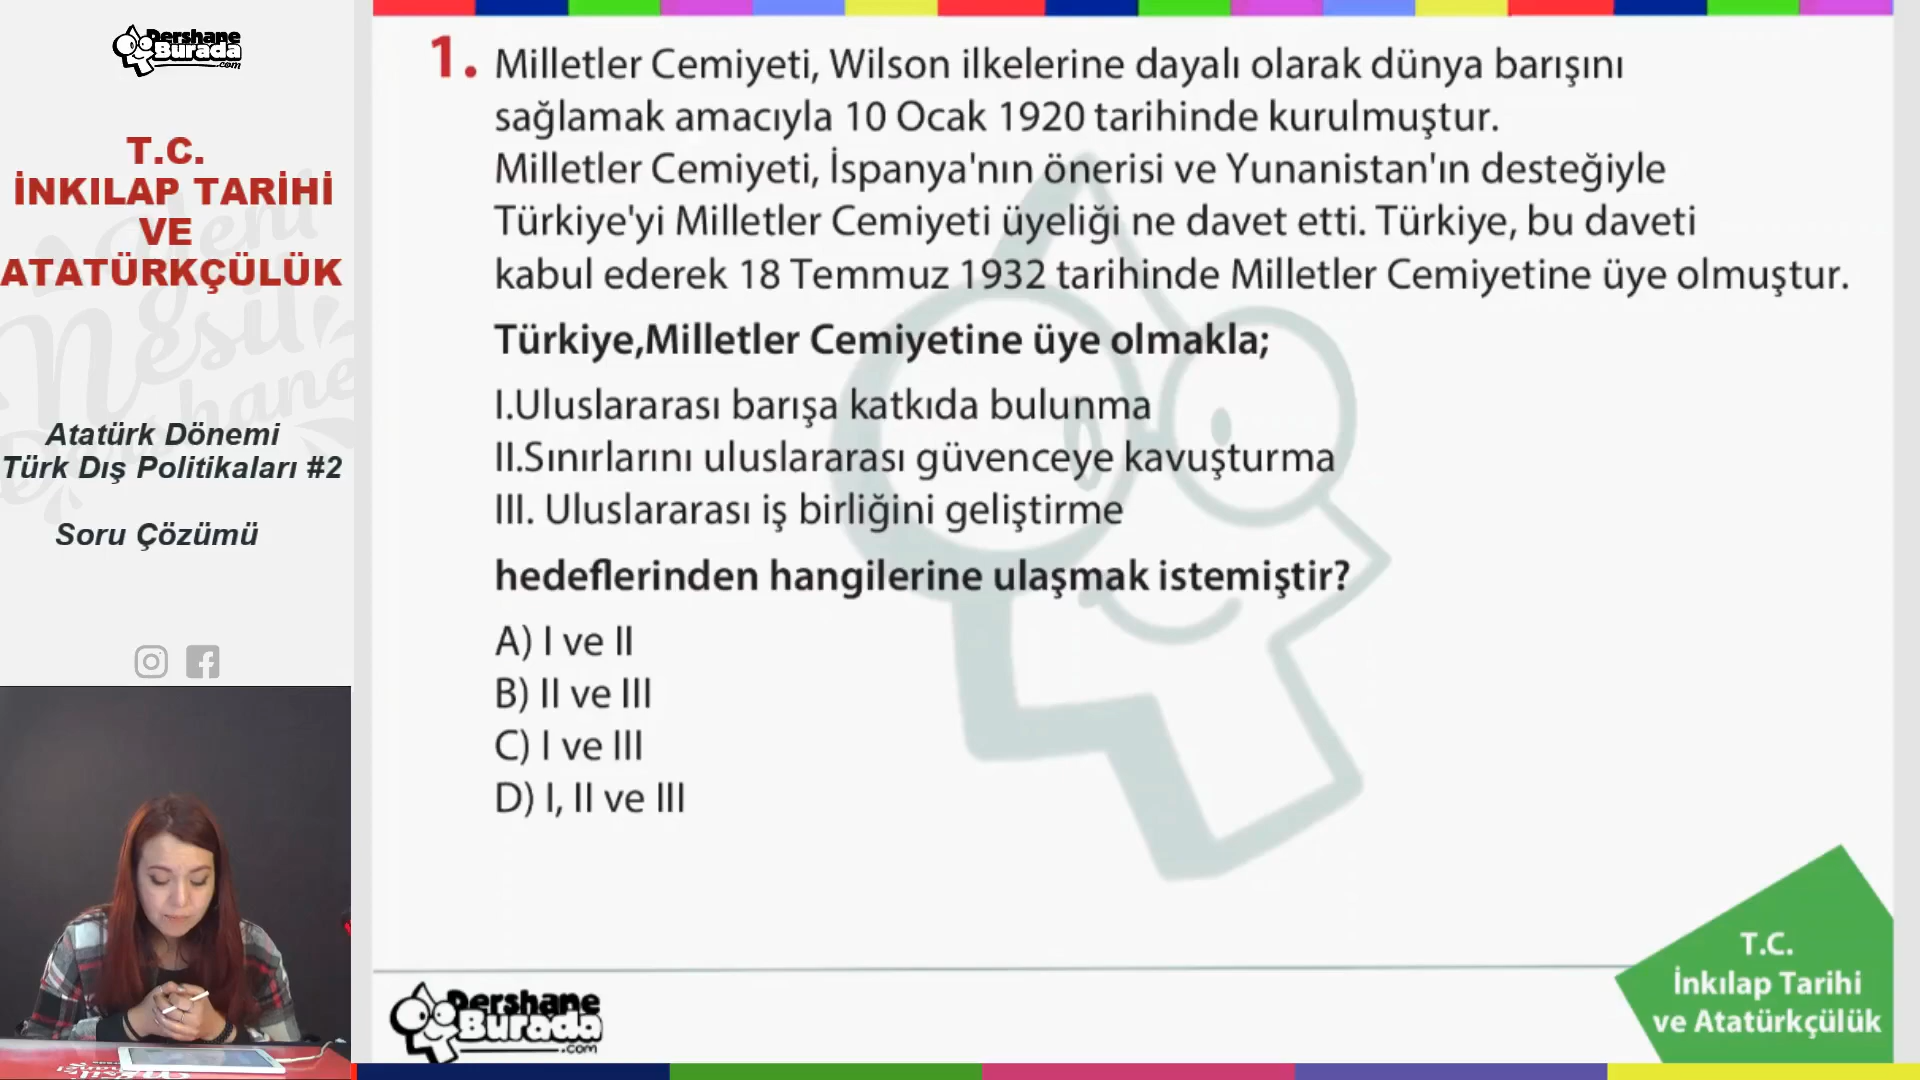 Dershane
Burada
.com
T.C.
İNKILAP TARİHİ
VE
ATATÜRKÇÜLÜK
Yeni
Nesil
Dershane
Atatürk Dönemi
Türk Dış Politikaları #2
Soru Çözümü
1. Milletler Cemiyeti, Wilson ilkelerine dayalı olarak dünya barışını
sağlamak amacıyla 10 Ocak 1920 tarihinde kurulmuştur.
Milletler Cemiyeti, İspanya'nın önerisi ve Yunanistan'ın desteğiyle
Türkiye'yi Milletler Cemiyeti üyeliği ne davet etti. Türkiye, bu daveti
kabul ederek 18 Temmuz 1932 tarihinde Milletler Cemiyetine üye olmuştur.
Türkiye,Milletler Cemiyetine üye olmakla;
I.Uluslararası barışa katkıda bulunma
II.Sınırlarını uluslararası güvenceye kavuşturma
III. Uluslararası iş birliğini geliştirme
hedeflerinden hangilerine ulaşmak istemiştir?
A) I ve II
B) II ve III
C) I ve III
D) I, II ve III
Dershane
Burada
.com
T.C.
İnkılap Tarihi
ve Atatürkçülük